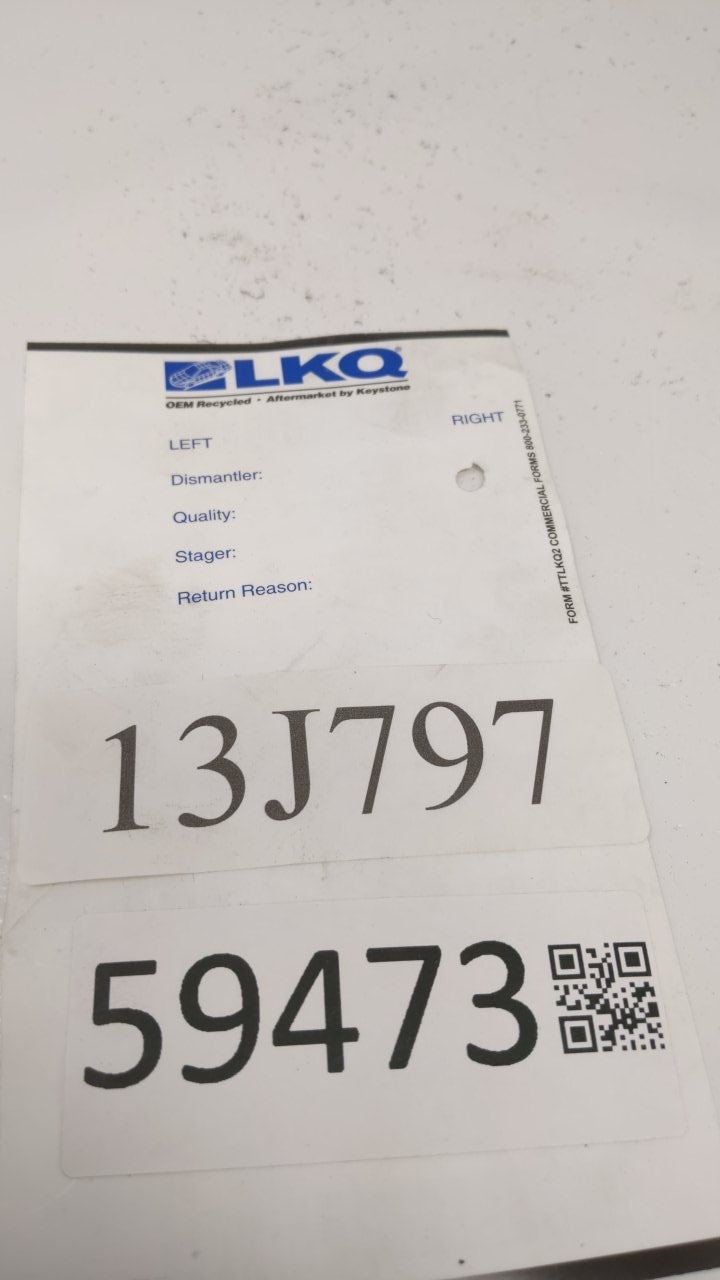 LKQ®
OEM Recycled • Aftermarket by Keystone
LEFT RIGHT
Dismantler:
Quality:
Stager:
Return Reason:
FORM #TTLKQ2 COMMERCIAL FORMS 800-233-0771
13J797
59473